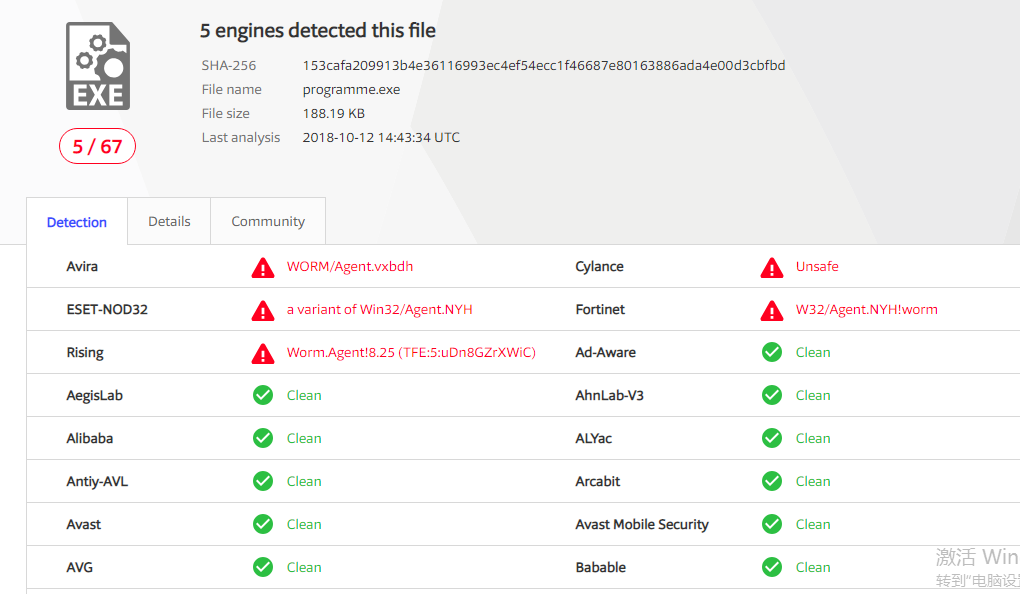 5 engines detected this file
SHA-256 153cafa209913b4e36116993ec4ef54ecc1f46687e80163886ada4e00d3cbfbd
File name programme.exe
File size 188.19 KB
Last analysis 2018-10-12 14:43:34 UTC
EXE
5 / 67
Detection Details Community
Avira WORM/Agent.vxbdh Cylance Unsafe
ESET-NOD32 a variant of Win32/Agent.NYH Fortinet W32/Agent.NYH!worm
Rising Worm.Agent!8.25 (TFE:5:uDn8GZrXWiC) Ad-Aware Clean
AegisLab Clean AhnLab-V3 Clean
Alibaba Clean ALYac Clean
Antiy-AVL Clean Arcabit Clean
Avast Clean Avast Mobile Security Clean
AVG Clean Babable Clean
激活 Win
转到"电脑设